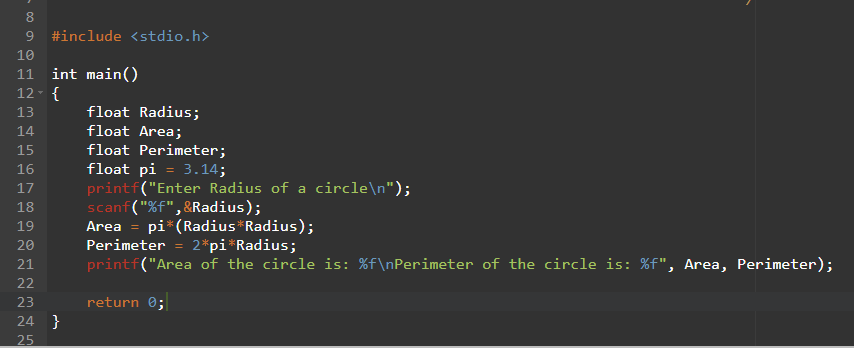 8
9 #include <stdio.h>
10
11 int main()
12 {
13 float Radius;
14 float Area;
15 float Perimeter;
16 float pi = 3.14;
17 printf("Enter Radius of a circle\n");
18 scanf("%f",&Radius);
19 Area = pi*(Radius*Radius);
20 Perimeter = 2*pi*Radius;
21 printf("Area of the circle is: %f\nPerimeter of the circle is: %f", Area, Perimeter);
22
23 return 0;
24 }
25